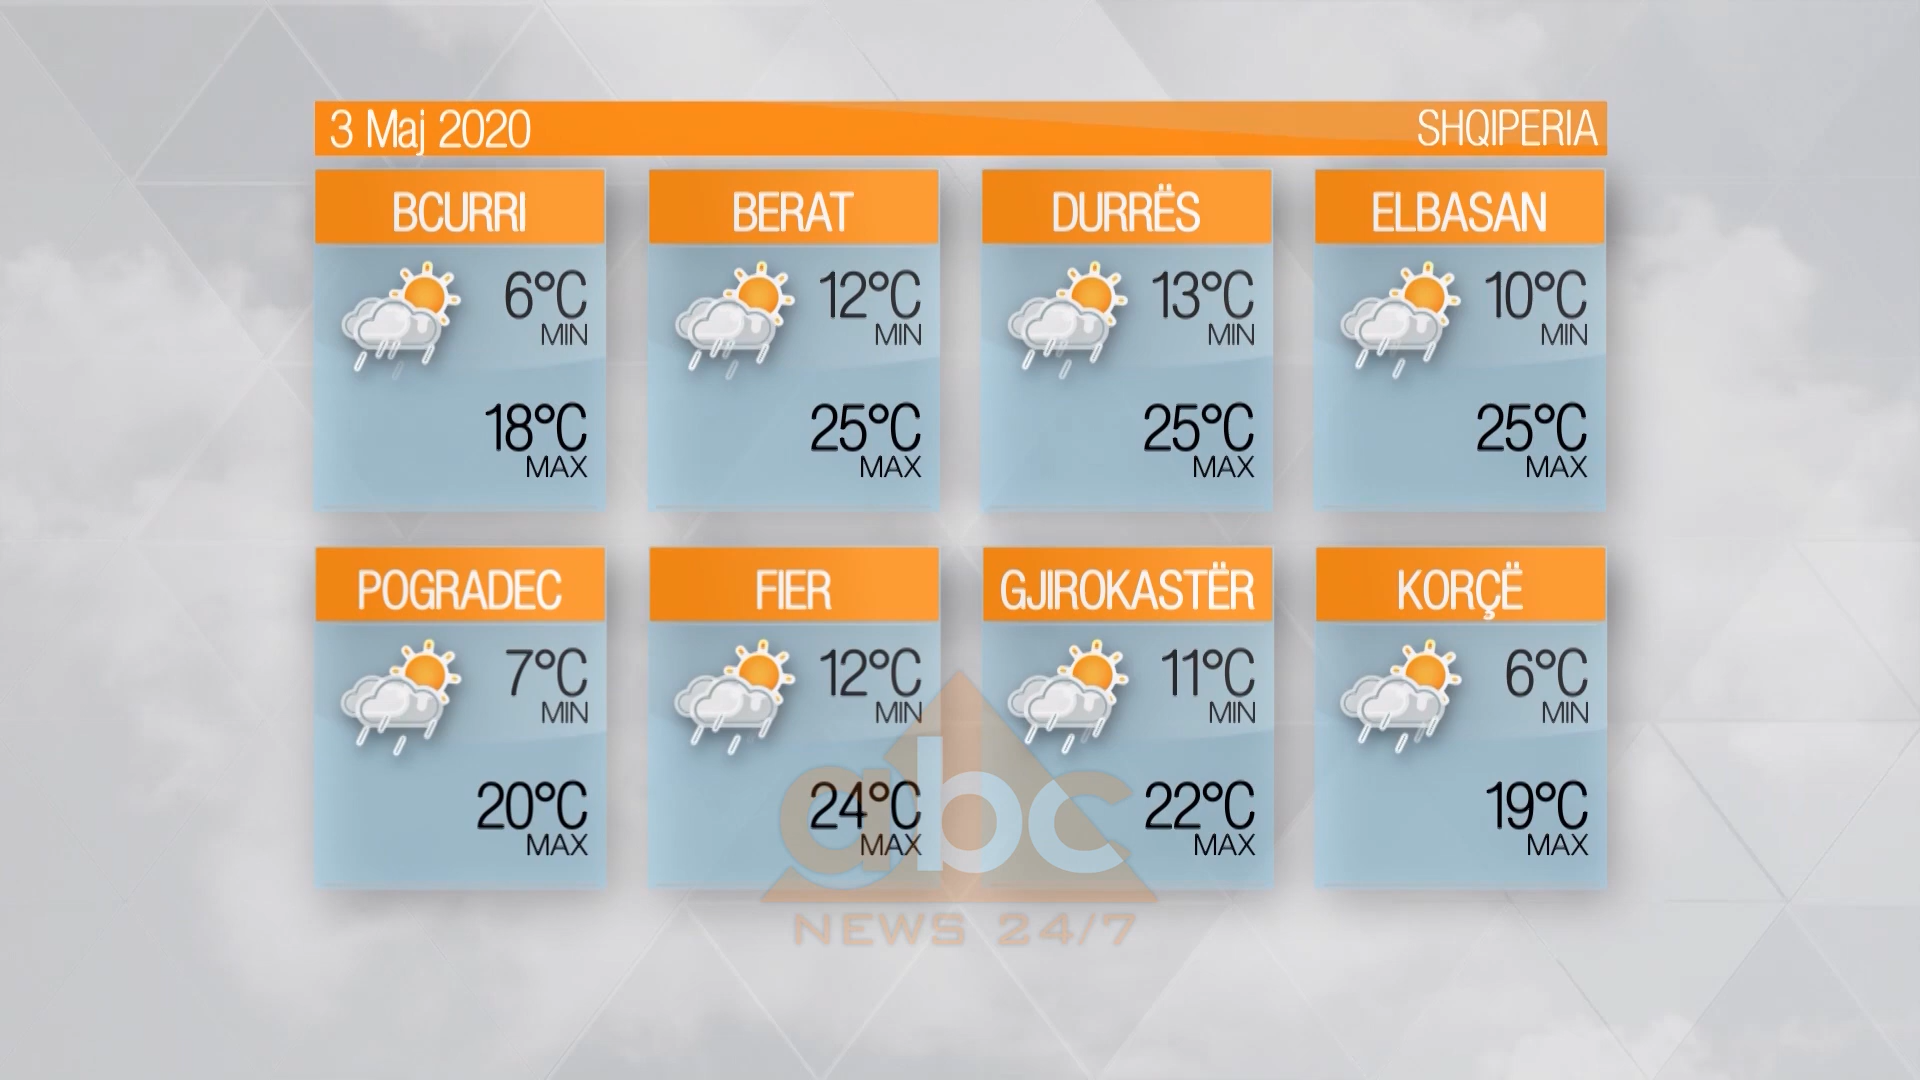 3 Maj 2020 SHQIPERIA
BCURRI
6°C
MIN
18°C
MAX
BERAT
12°C
MIN
25°C
MAX
DURRËS
13°C
MIN
25°C
MAX
ELBASAN
10°C
MIN
25°C
MAX
POGRADEC
7°C
MIN
20°C
MAX
FIER
12°C
MIN
24°C
MAX
GJIROKASTËR
11°C
MIN
22°C
MAX
KORÇË
6°C
MIN
19°C
MAX
abc
NEWS 24/7